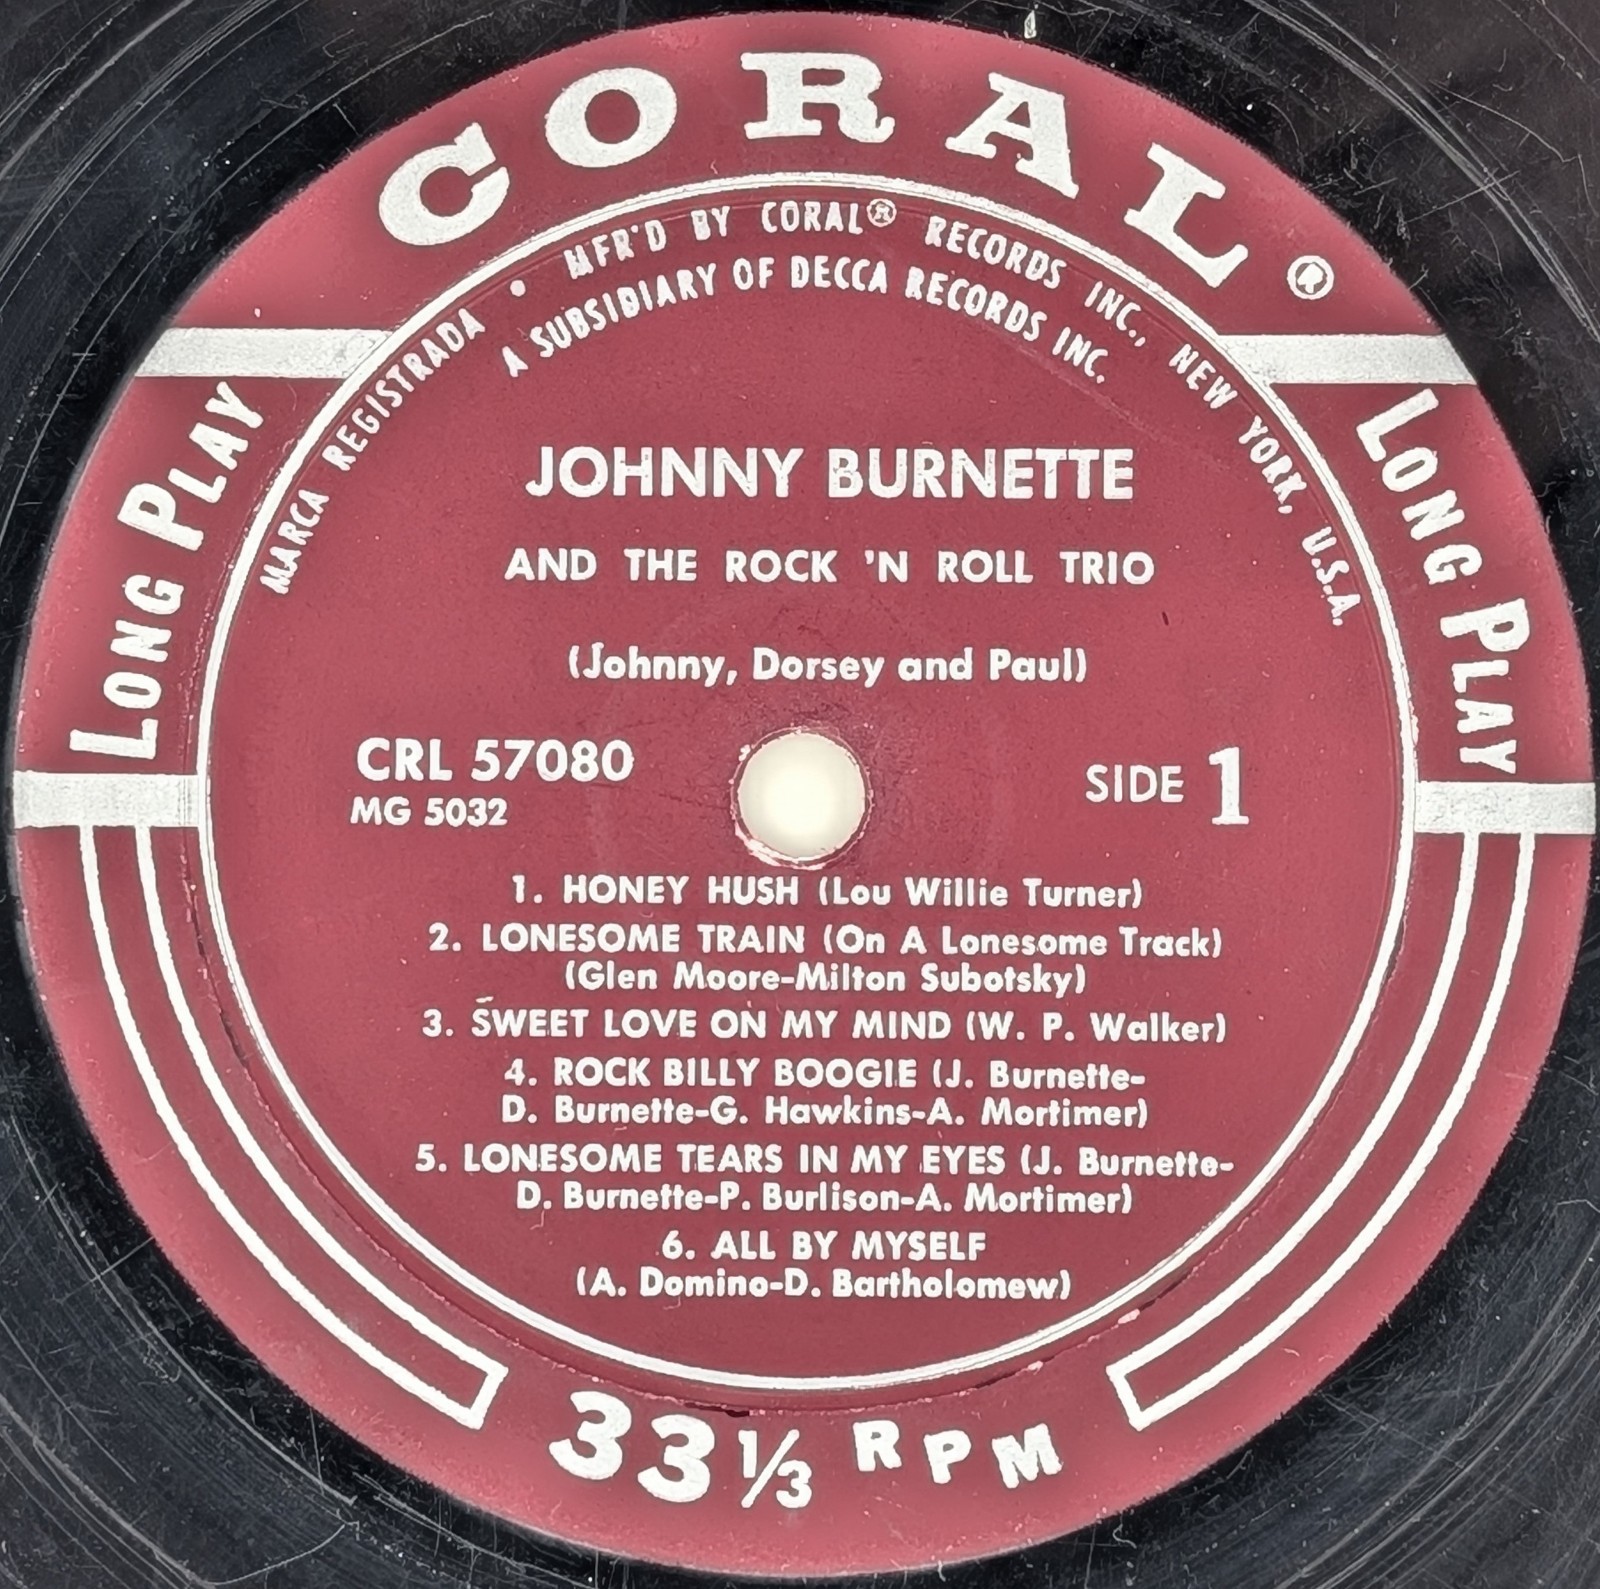 CORAL®
MARCA REGISTRADA • MFR'D BY CORAL® RECORDS INC., NEW YORK, U.S.A.
A SUBSIDIARY OF DECCA RECORDS INC.
LONG PLAY
LONG PLAY
JOHNNY BURNETTE
AND THE ROCK 'N ROLL TRIO
(Johnny, Dorsey and Paul)
CRL 57080
MG 5032
SIDE 1
1. HONEY HUSH (Lou Willie Turner)
2. LONESOME TRAIN (On A Lonesome Track)
(Glen Moore-Milton Subotsky)
3. SWEET LOVE ON MY MIND (W. P. Walker)
4. ROCK BILLY BOOGIE (J. Burnette-
D. Burnette-G. Hawkins-A. Mortimer)
5. LONESOME TEARS IN MY EYES (J. Burnette-
D. Burnette-P. Burlison-A. Mortimer)
6. ALL BY MYSELF
(A. Domino-D. Bartholomew)
33 1/3 RPM